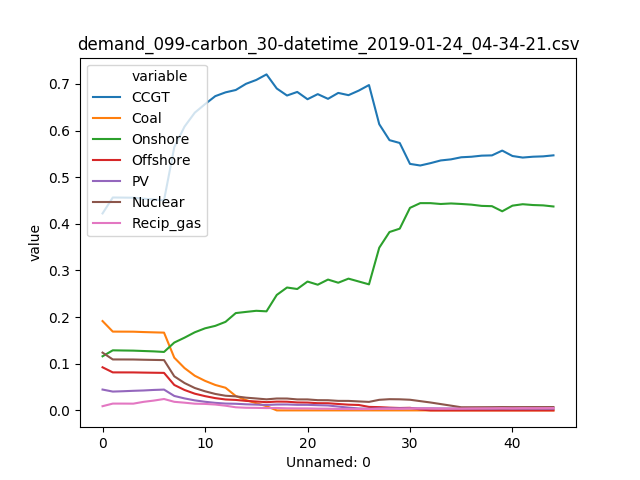 demand_099-carbon_30-datetime_2019-01-24_04-34-21.csv
variable
CCGT
Coal
Onshore
Offshore
PV
Nuclear
Recip_gas
value
0.7
0.6
0.5
0.4
0.3
0.2
0.1
0.0
0 10 20 30 40
Unnamed: 0